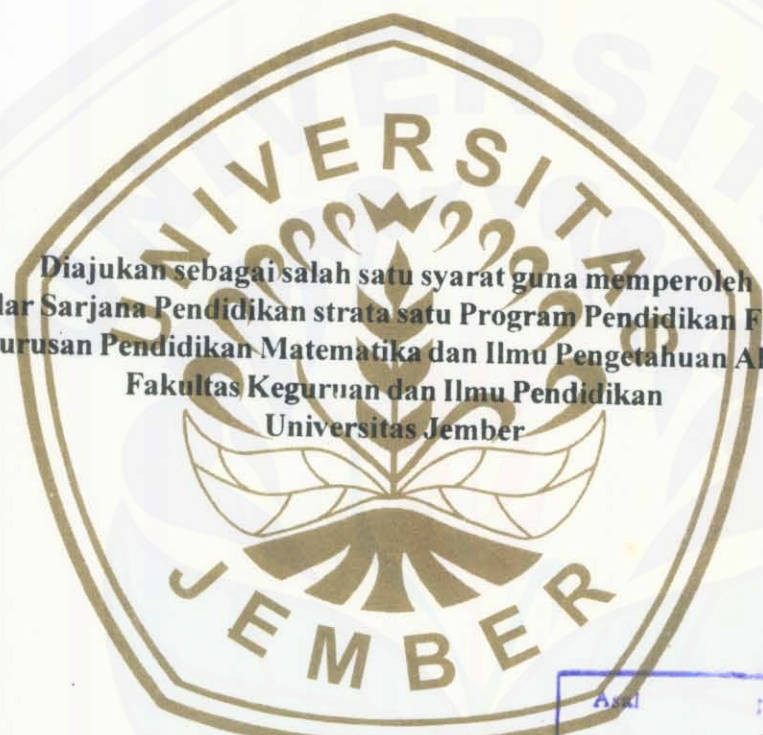 UNIVERSITAS
Diajukan sebagai salah satu syarat guna memperoleh
Sarjana Pendidikan strata satu Program Pendidikan
Pendidikan Matematika dan Ilmu Pengetahuan
Fakultas Keguruan dan Ilmu Pendidikan
Universitas Jember
JEMBER
Asal :